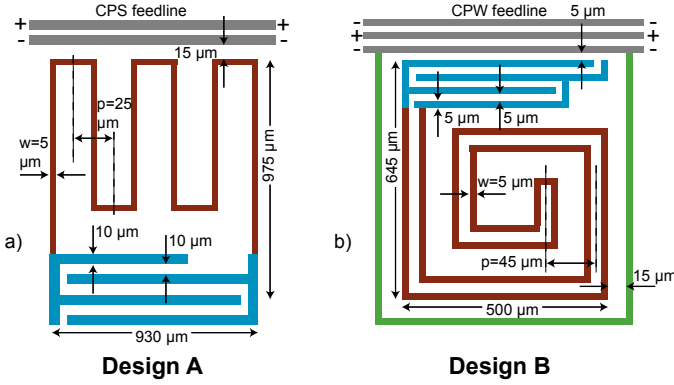 CPS feedline
+ +
- -
15 µm
p=25
µm
w=5
µm
975 µm
a)
10 µm
10 µm
930 µm
Design A
CPW feedline
5 µm
- -
+ +
- -
5 µm
5 µm
645 µm
w=5 µm
b)
p=45 µm
15 µm
500 µm
Design B